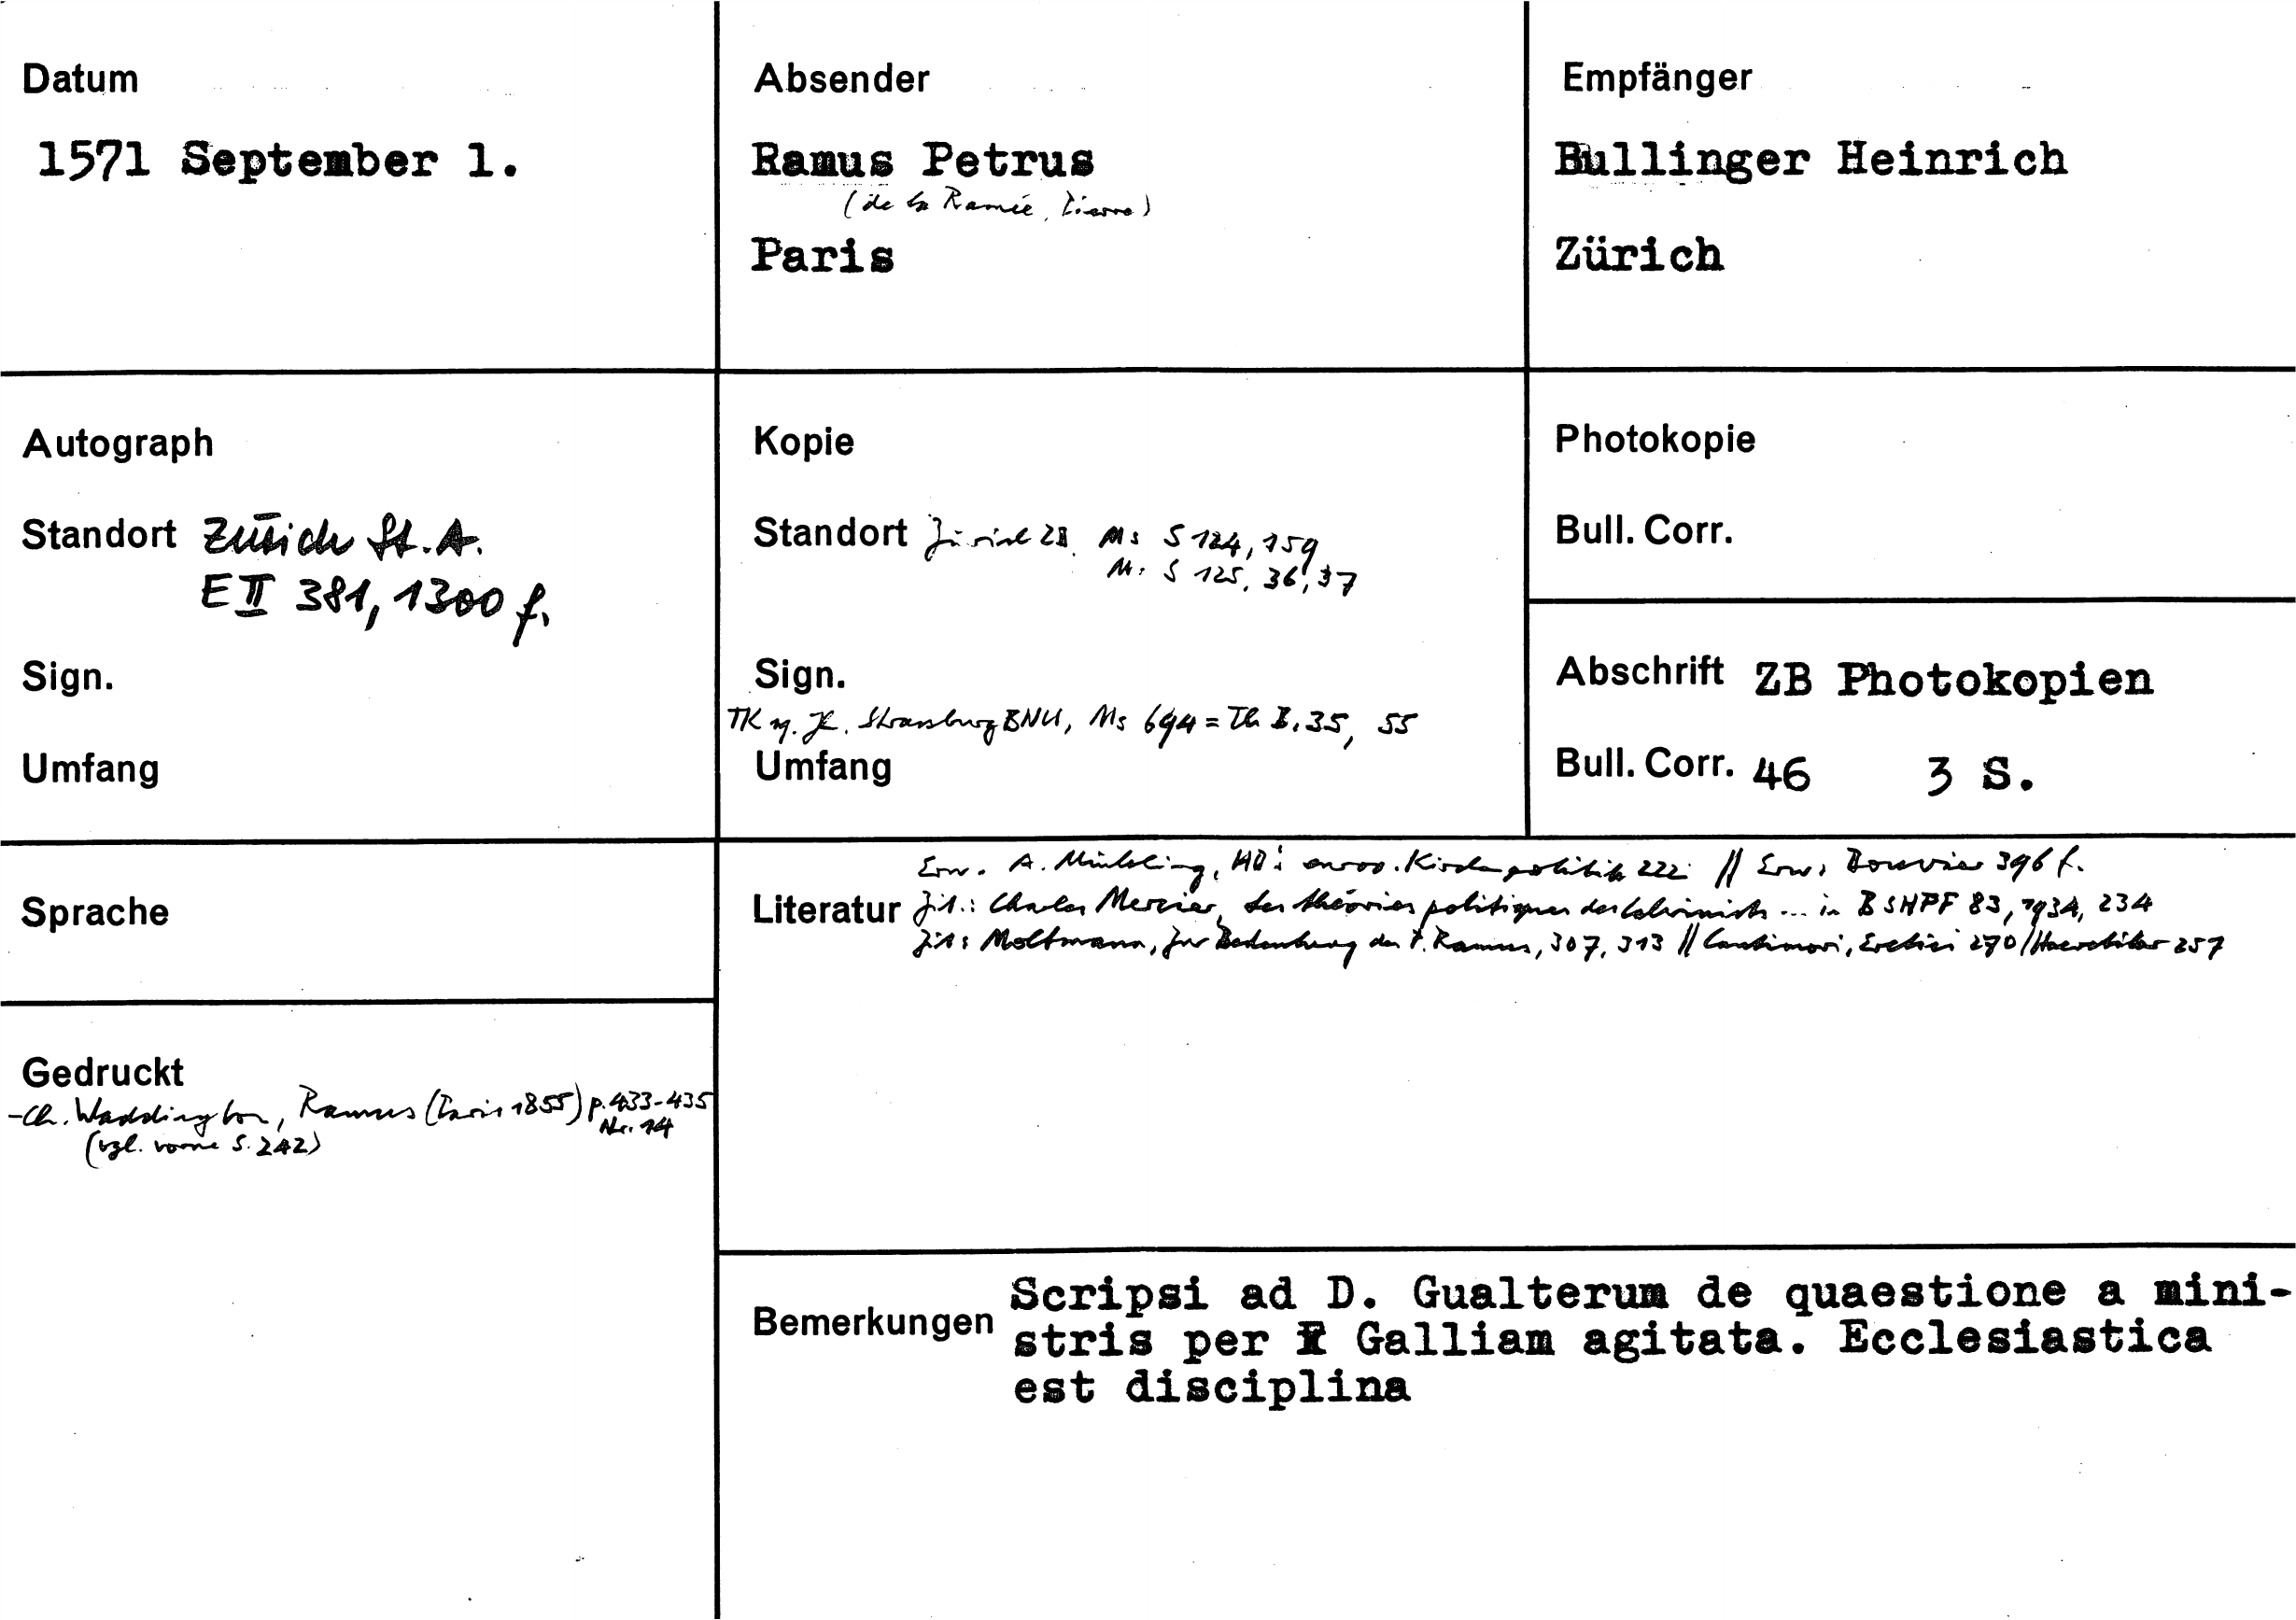 Datum
1571 September 1.
Absender
Ramus Petrus
(de la Ramée, Pierre)
Paris
Empfänger
Bullinger Heinrich
Zürich
Autograph
Standort Zürich St.A.
E II 381, 1300 f.
Sign.
Umfang
Kopie
Standort Zürich ZB Ms S 124, 159
Ms S 125, 36, 37
Sign.
Strassburg BNU, Ms 694 = Th 35, 55
Umfang
Photokopie
Bull. Corr.
Abschrift ZB Photokopien
Bull. Corr. 46 3 S.
Sprache
Literatur
Erw. A. Mühling, HB's europ. Kirchenpolitik 222 // Erw. Bouvier 396 f.
Zit.: Charles Mercier, Les théories politiques des Calvinists ... in BSHPF 83, 1934, 234
Zit: Moltmann, Zur Bedeutung des P. Ramus, 307, 313 // Cantimori, Eretici 270 / Haeretiker 257
Gedruckt
- Ch. Waddington, Ramus (Paris 1855) p. 433-435
Nr. 14
(vgl. vorne S. 242)
Bemerkungen
Scripsi ad D. Gualterum de quaestione a mini-
stris per Galliam agitata. Ecclesiastica
est disciplina